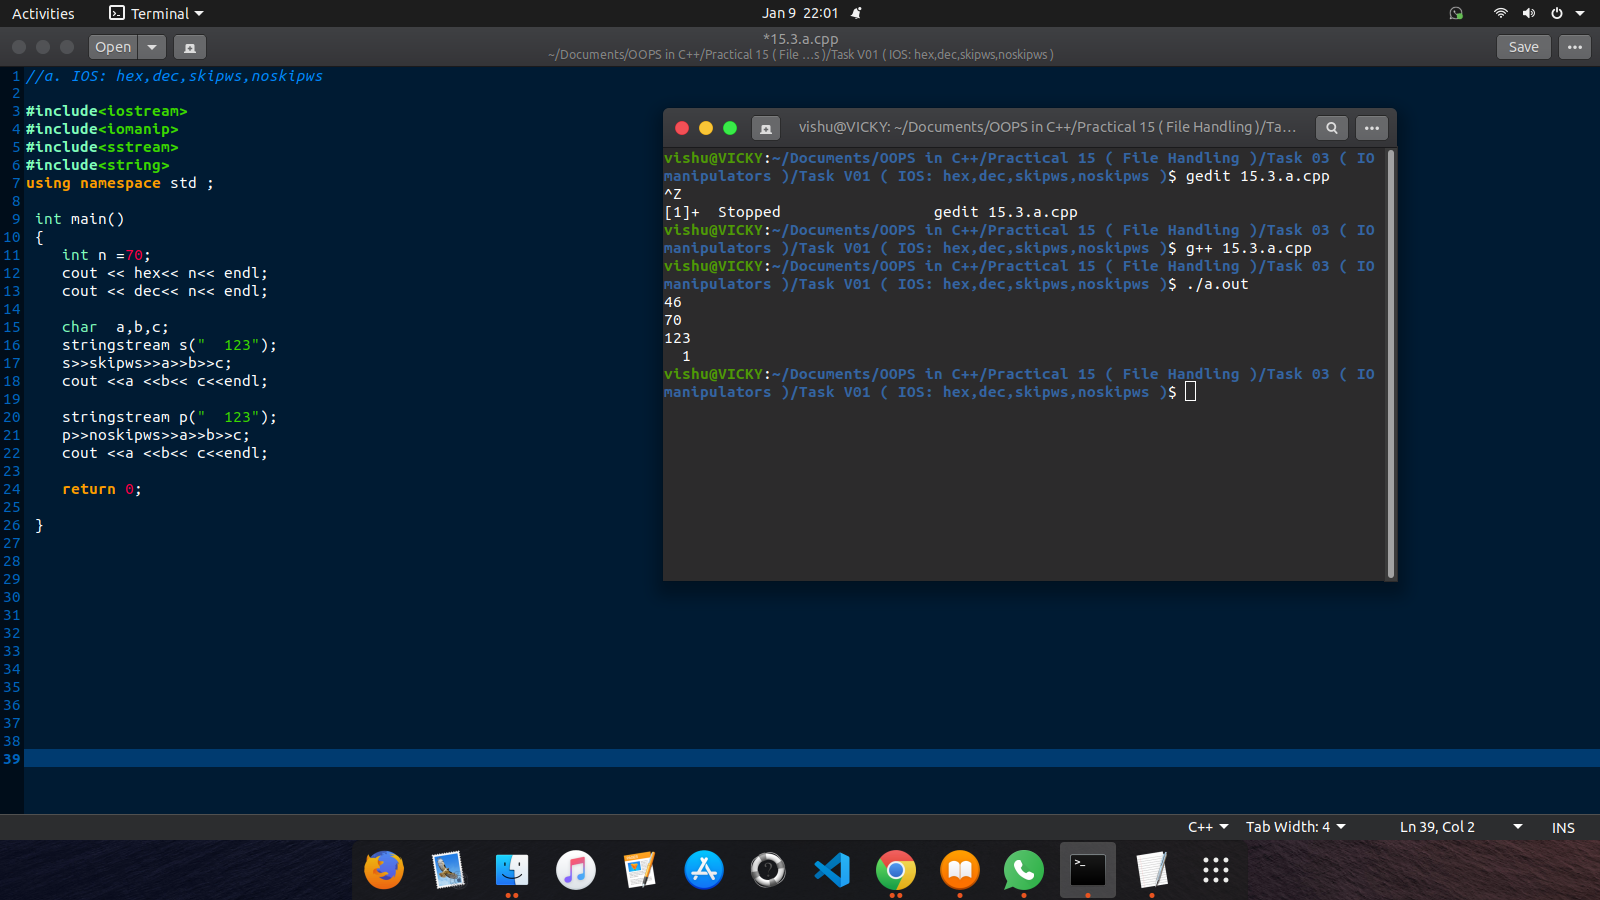 Activities Terminal Jan 9 22:01
Open *15.3.a.cpp Save
~/Documents/OOPS in C++/Practical 15 ( File ...s )/Task V01 ( IOS: hex,dec,skipws,noskipws )
1 //a. IOS: hex,dec,skipws,noskipws
2
3 #include<iostream>
4 #include<iomanip>
5 #include<sstream>
6 #include<string>
7 using namespace std ;
8
9 int main()
10 {
11 int n =70;
12 cout << hex<< n<< endl;
13 cout << dec<< n<< endl;
14
15 char  a,b,c;
16 stringstream s("  123");
17 s>>skipws>>a>>b>>c;
18 cout <<a <<b<< c<<endl;
19
20 stringstream p("  123");
21 p>>noskipws>>a>>b>>c;
22 cout <<a <<b<< c<<endl;
23
24 return 0;
25
26 }
27
28
29
30
31
32
33
34
35
36
37
38
39
vishu@VICKY: ~/Documents/OOPS in C++/Practical 15 ( File Handling )/Ta...
vishu@VICKY:~/Documents/OOPS in C++/Practical 15 ( File Handling )/Task 03 ( IO
manipulators )/Task V01 ( IOS: hex,dec,skipws,noskipws )$ gedit 15.3.a.cpp
^Z
[1]+  Stopped                 gedit 15.3.a.cpp
vishu@VICKY:~/Documents/OOPS in C++/Practical 15 ( File Handling )/Task 03 ( IO
manipulators )/Task V01 ( IOS: hex,dec,skipws,noskipws )$ g++ 15.3.a.cpp
vishu@VICKY:~/Documents/OOPS in C++/Practical 15 ( File Handling )/Task 03 ( IO
manipulators )/Task V01 ( IOS: hex,dec,skipws,noskipws )$ ./a.out
46
70
123
  1
vishu@VICKY:~/Documents/OOPS in C++/Practical 15 ( File Handling )/Task 03 ( IO
manipulators )/Task V01 ( IOS: hex,dec,skipws,noskipws )$
C++ Tab Width: 4 Ln 39, Col 2 INS